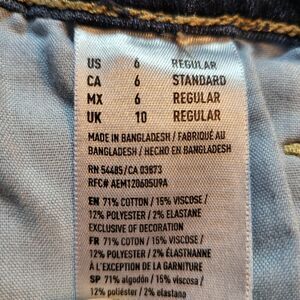 US 6 REGULAR
CA 6 STANDARD
MX 6 REGULAR
UK 10 REGULAR
MADE IN BANGLADESH / FABRIQUÉ AU
BANGLADESH / HECHO EN BANGLADESH
RN 54485/CA 03873
RFC# AEM120605U9A
EN 71% COTTON / 15% VISCOSE /
12% POLYESTER / 2% ELASTANE
EXCLUSIVE OF DECORATION
FR 71% COTON / 15% VISCOSE /
12% POLYESTER / 2% ÉLASTHANNE
À L'EXCEPTION DE LA GARNITURE
SP 71% algodón / 15% viscosa /
12% poliéster / 2% elastana